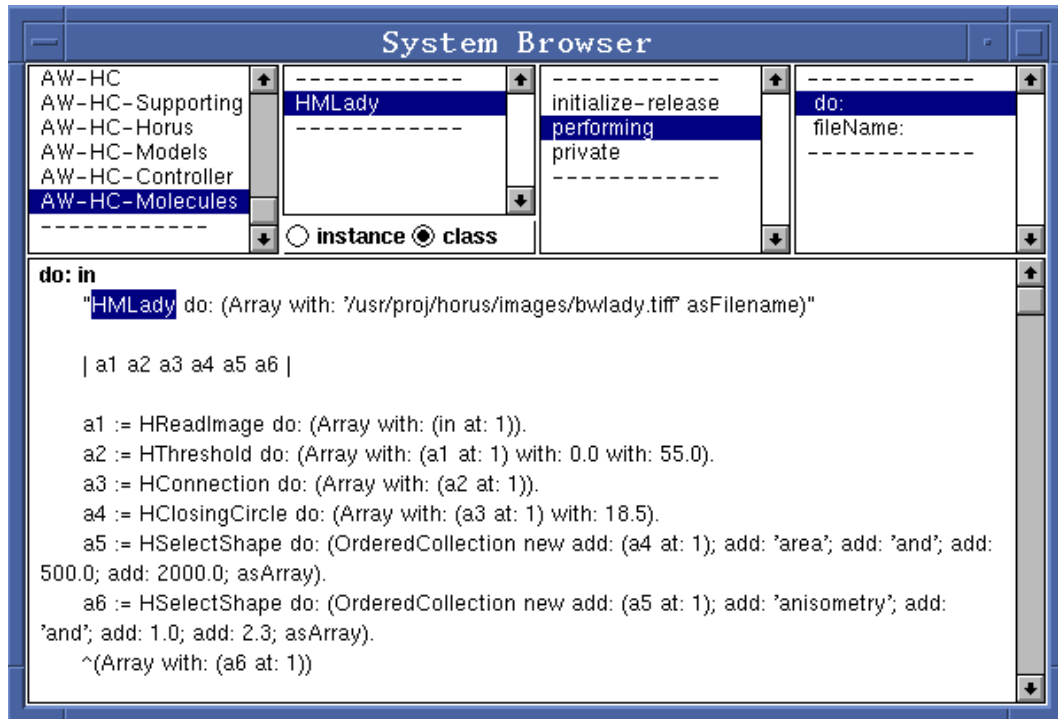 System Browser
AW-HC
AW-HC-Supporting
AW-HC-Horus
AW-HC-Models
AW-HC-Controller
AW-HC-Molecules
------------
------------
HMLady
------------
instance class
------------
initialize-release
performing
private
------------
------------
do:
fileName:
------------
do: in
"HMLady do: (Array with: '/usr/proj/horus/images/bwlady.tiff' asFilename)"
| a1 a2 a3 a4 a5 a6 |
a1 := HReadImage do: (Array with: (in at: 1)).
a2 := HThreshold do: (Array with: (a1 at: 1) with: 0.0 with: 55.0).
a3 := HConnection do: (Array with: (a2 at: 1)).
a4 := HClosingCircle do: (Array with: (a3 at: 1) with: 18.5).
a5 := HSelectShape do: (OrderedCollection new add: (a4 at: 1); add: 'area'; add: 'and'; add:
500.0; add: 2000.0; asArray).
a6 := HSelectShape do: (OrderedCollection new add: (a5 at: 1); add: 'anisometry'; add:
'and'; add: 1.0; add: 2.3; asArray).
^(Array with: (a6 at: 1))